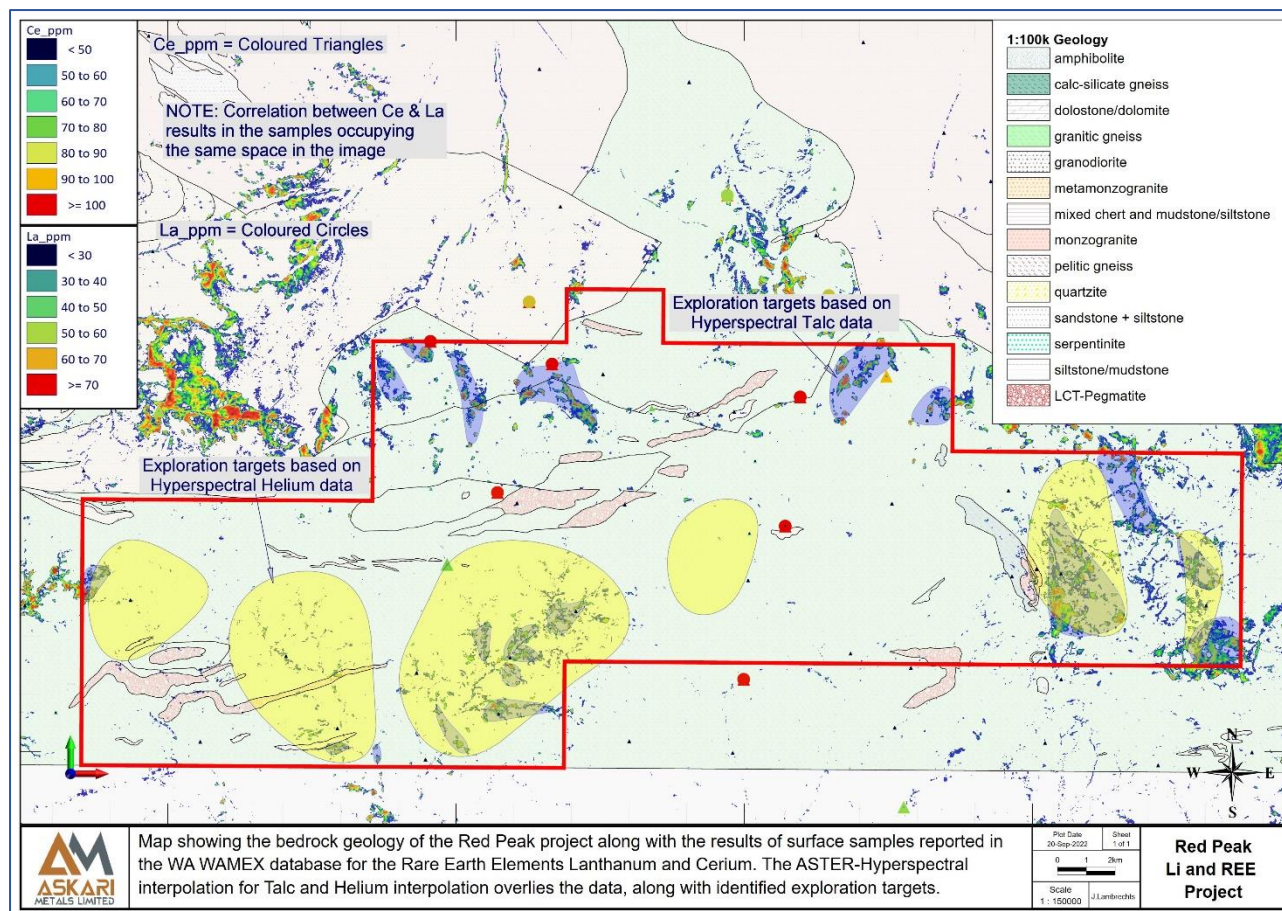 Ce_ppm
< 50
50 to 60
60 to 70
70 to 80
80 to 90
90 to 100
>= 100
La_ppm
< 30
30 to 40
40 to 50
50 to 60
60 to 70
>= 70
Ce_ppm = Coloured Triangles
NOTE: Correlation between Ce & La
results in the samples occupying
the same space in the image
La_ppm = Coloured Circles
Exploration targets based on
Hyperspectral Talc data
Exploration targets based on
Hyperspectral Helium data
1:100k Geology
amphibolite
calc-silicate gneiss
dolostone/dolomite
granitic gneiss
granodiorite
metamonzogranite
mixed chert and mudstone/siltstone
monzogranite
pelitic gneiss
quartzite
sandstone + siltstone
serpentinite
siltstone/mudstone
LCT-Pegmatite
N
W E
S
AM
ASKARI
METALS LIMITED
Map showing the bedrock geology of the Red Peak project along with the results of surface samples reported in
the WA WAMEX database for the Rare Earth Elements Lanthanum and Cerium. The ASTER-Hyperspectral
interpolation for Talc and Helium interpolation overlies the data, along with identified exploration targets.
Plot Date
20-Sep-2022
Sheet
1 of 1
0 1 2km
Scale
1 : 150000
J.Lambrechts
Red Peak
Li and REE
Project